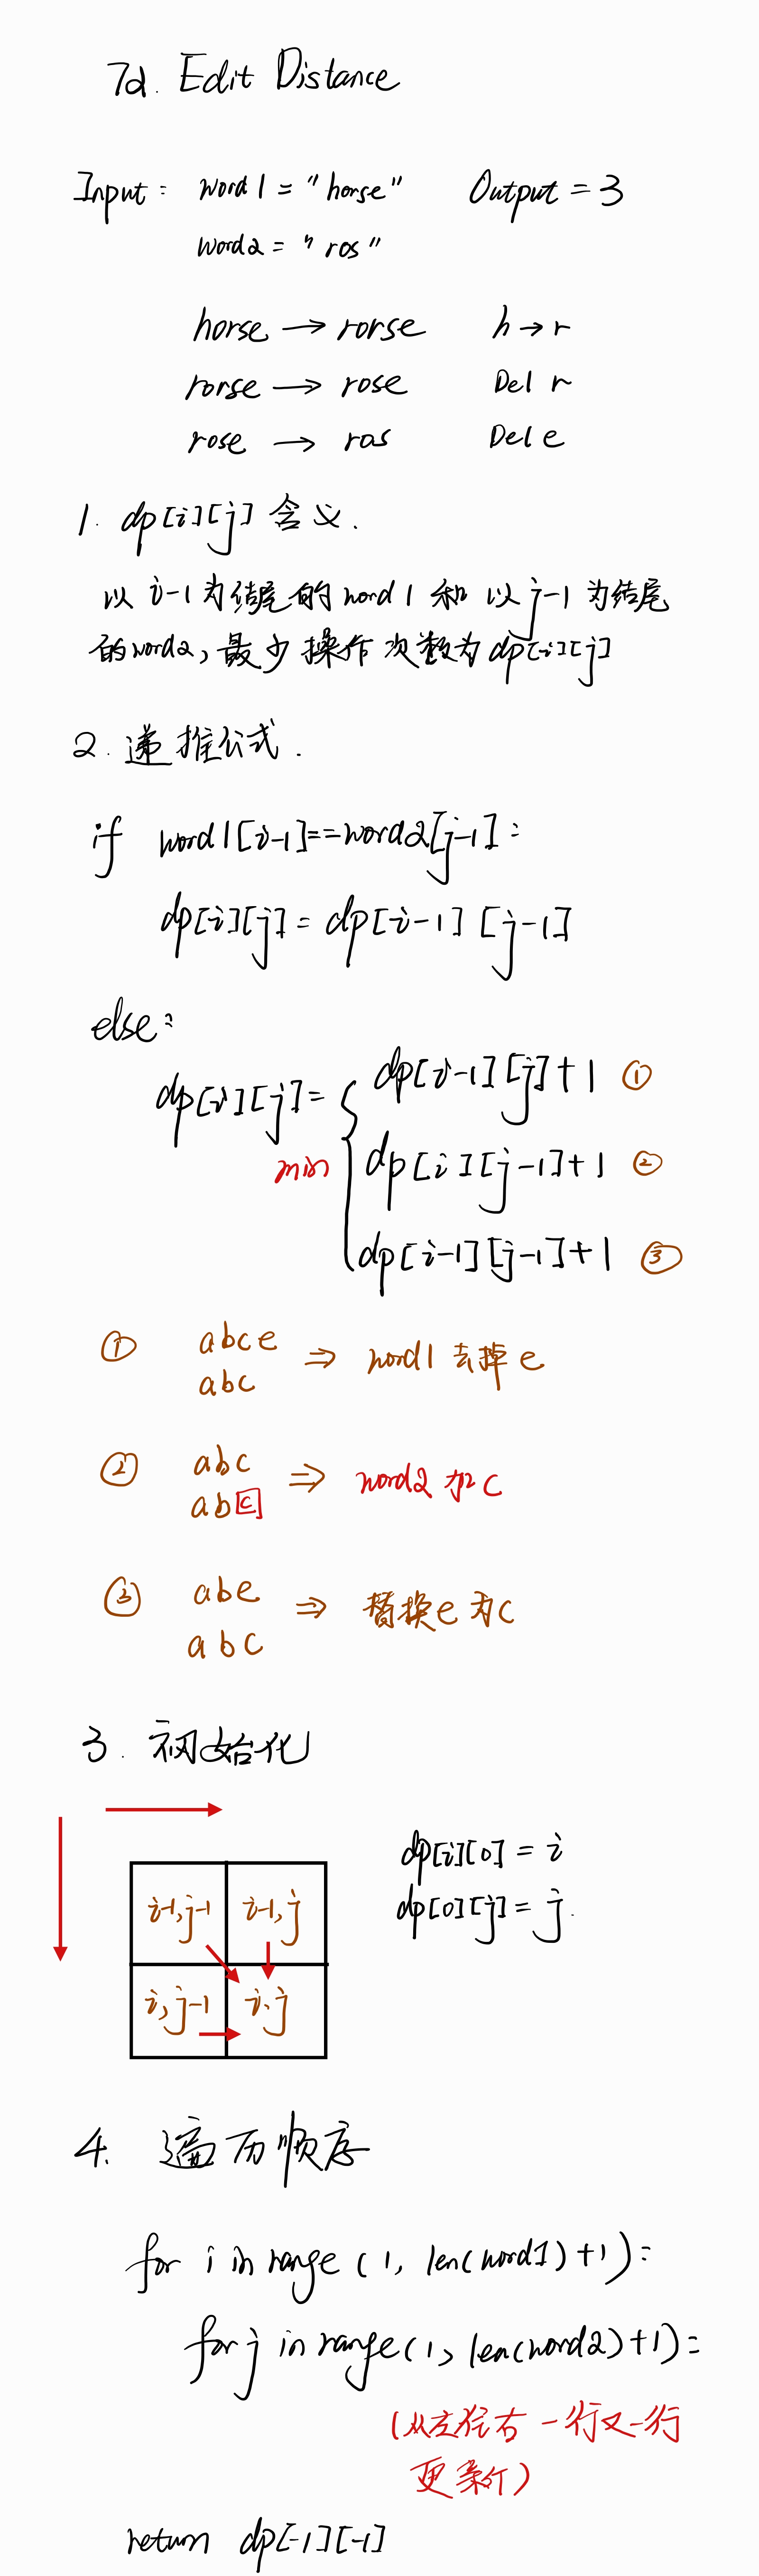 72. Edit Distance
Input: word1 = "horse" Output = 3
word2 = "ros"
horse → rorse h → r
rorse → rose Del r
rose → ros Del e
1. dp[i][j] 含义.
以 i-1 为结尾的 word1 和 以 j-1 为结尾
的word2, 最少操作次数为 dp[i][j]
2. 递推公式.
if word1[i-1]==word2[j-1]:
dp[i][j] = dp[i-1][j-1]
else:
dp[i][j] = dp[i-1][j]+1 ①
min dp[i][j-1]+1 ②
dp[i-1][j-1]+1 ③
① abce ⇒ word1 去掉 e
abc
② abc ⇒ word2 加 c
abc
③ abe ⇒ 替换e为c
abc
3. 初始化
dp[i][0] = i
dp[0][j] = j.
i-1,j-1 i-1,j
i,j-1 i,j
4. 遍历顺序
for i in range (1, len(word1)+1):
for j in range(1, len(word2)+1):
(从左往右 一行又一行
更新)
return dp[-1][-1]